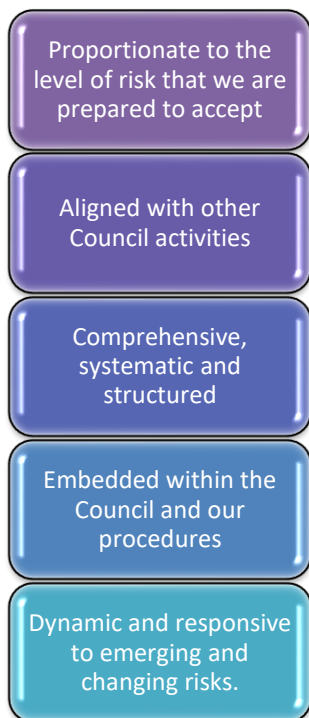 Proportionate to the
level of risk that we are
prepared to accept
Aligned with other
Council activities
Comprehensive,
systematic and
structured
Embedded within the
Council and our
procedures
Dynamic and responsive
to emerging and
changing risks.